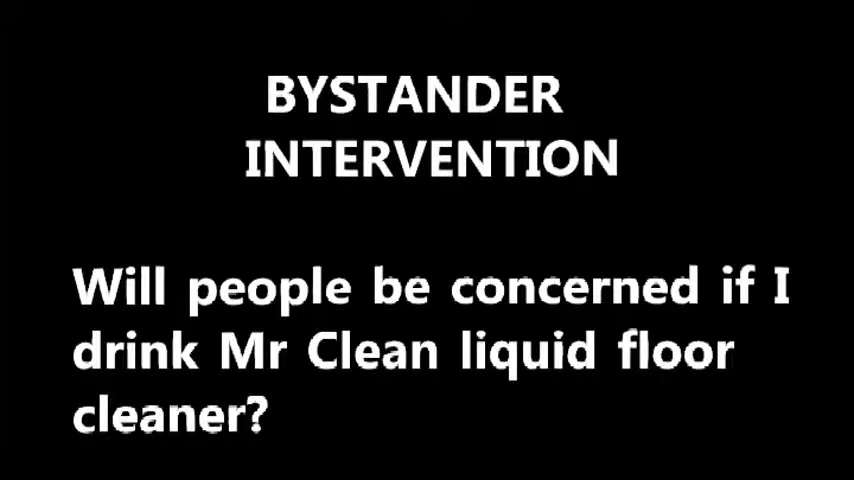 BYSTANDER
INTERVENTION
Will people be concerned if I
drink Mr Clean liquid floor
cleaner?